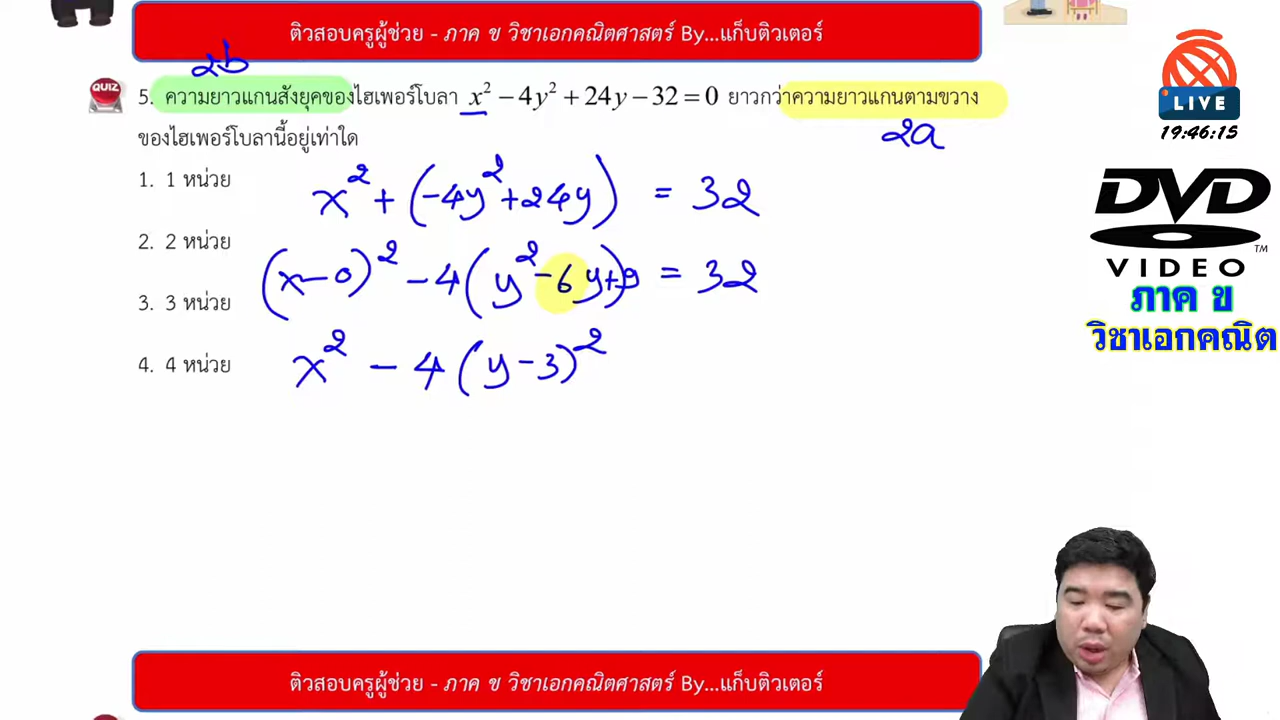 ติวสอบครูผู้ช่วย - ภาค ข วิชาเอกคณิตศาสตร์ By...แก็บติวเตอร์
2b
QUIZ
5. ความยาวแกนสังยุคของไฮเพอร์โบลา x² − 4y² + 24y − 32 = 0 ยาวกว่าความยาวแกนตามขวาง
ของไฮเพอร์โบลานี้อยู่เท่าใด
2a
1. 1 หน่วย
x² + (−4y² + 24y) = 32
2. 2 หน่วย
(x − 0)² − 4(y² − 6y + 9) = 32
3. 3 หน่วย
x² − 4(y − 3)²
4. 4 หน่วย
LIVE
19:46:15
DVD
TM
VIDEO
ภาค ข
วิชาเอกคณิต
ติวสอบครูผู้ช่วย - ภาค ข วิชาเอกคณิตศาสตร์ By...แก็บติวเตอร์